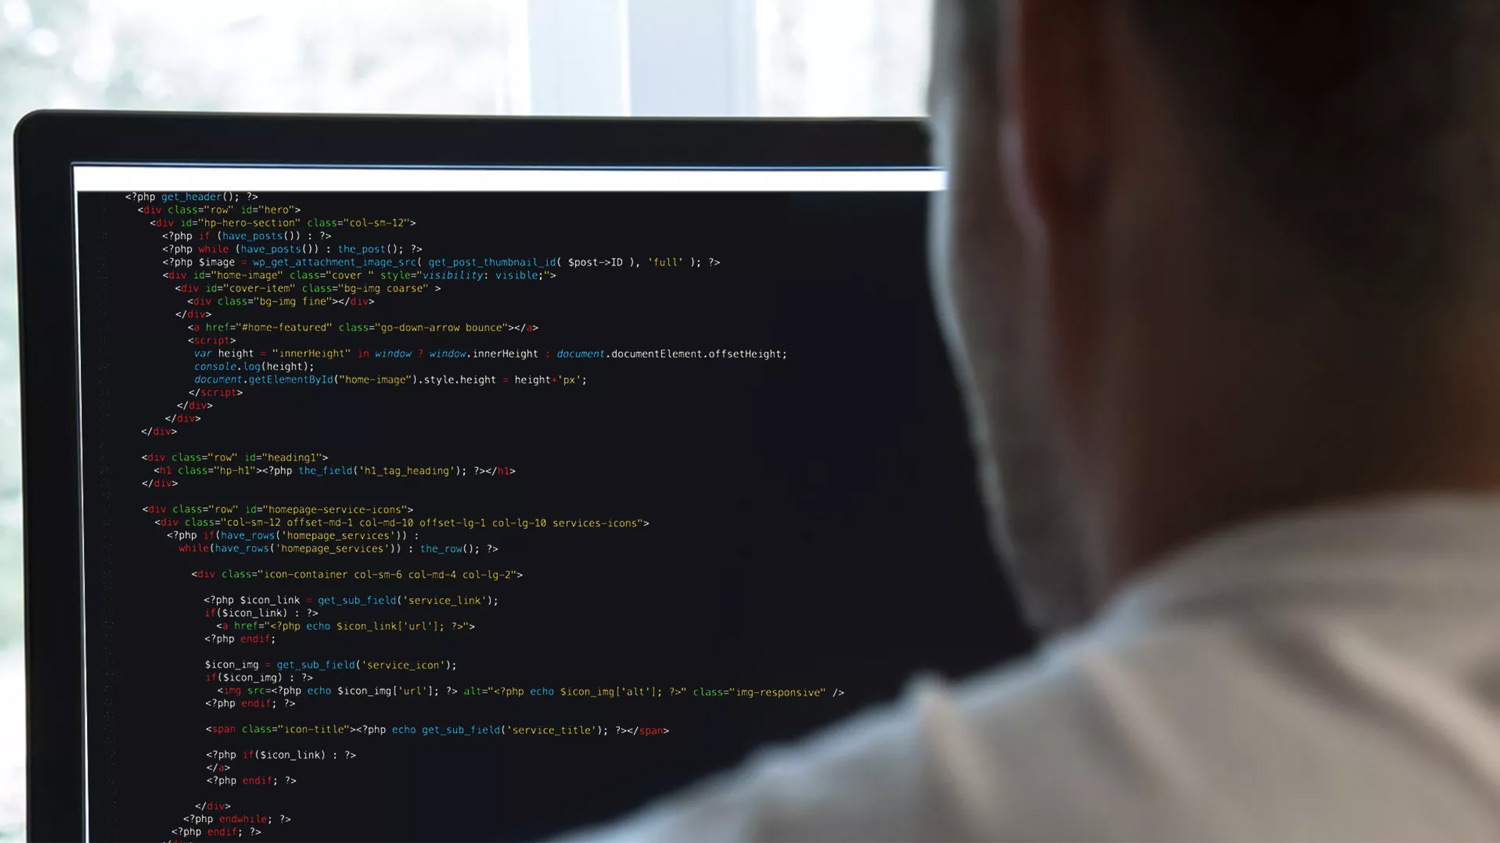 <?php get_header(); ?>
<div class="row" id="hero">
<div id="hp-hero-section" class="col-sm-12">
<?php if (have_posts()) : ?>
<?php while (have_posts()) : the_post(); ?>
<?php $image = wp_get_attachment_image_src( get_post_thumbnail_id( $post->ID ), 'full' ); ?>
<div id="home-image" class="cover " style="visibility: visible;">
<div id="cover-item" class="bg-img coarse" >
<div class="bg-img fine"></div>
</div>
<a href="#home-featured" class="go-down-arrow bounce"></a>
<script>
var height = "innerHeight" in window ? window.innerHeight : document.documentElement.offsetHeight;
console.log(height);
document.getElementById("home-image").style.height = height+'px';
</script>
</div>
</div>
</div>
<div class="row" id="heading1">
<h1 class="hp-h1"><?php the_field('h1_tag_heading'); ?></h1>
</div>
<div class="row" id="homepage-service-icons">
<div class="col-sm-12 offset-md-1 col-md-10 offset-lg-1 col-lg-10 services-icons">
<?php if(have_rows('homepage_services')) :
while(have_rows('homepage_services')) : the_row(); ?>
<div class="icon-container col-sm-6 col-md-4 col-lg-2">
<?php $icon_link = get_sub_field('service_link');
if($icon_link) : ?>
<a href="<?php echo $icon_link['url']; ?>">
<?php endif;
$icon_img = get_sub_field('service_icon');
if($icon_img) : ?>
<img src=<?php echo $icon_img['url']; ?> alt="<?php echo $icon_img['alt']; ?>" class="img-responsive" />
<?php endif; ?>
<span class="icon-title"><?php echo get_sub_field('service_title'); ?></span>
<?php if($icon_link) : ?>
</a>
<?php endif; ?>
</div>
<?php endwhile; ?>
<?php endif; ?>